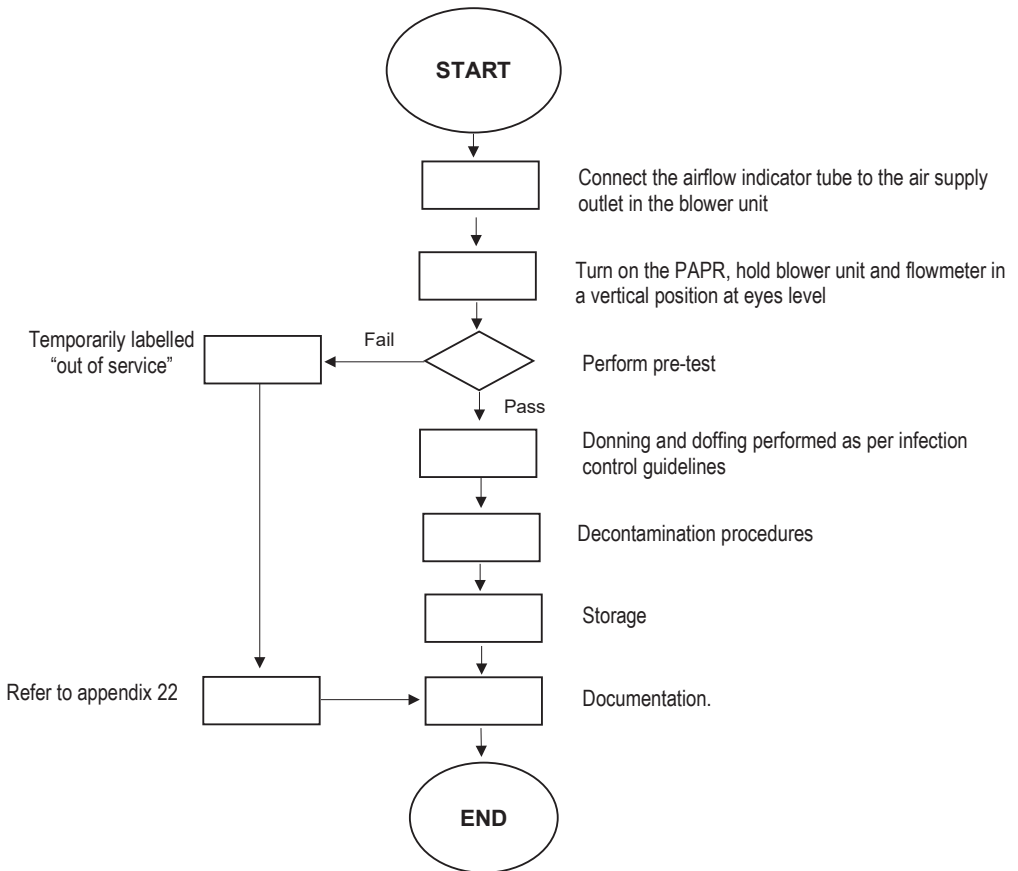 START
Connect the airflow indicator tube to the air supply
outlet in the blower unit
Turn on the PAPR, hold blower unit and flowmeter in
a vertical position at eyes level
Temporarily labelled
“out of service”
Fail
Perform pre-test
Pass
Donning and doffing performed as per infection
control guidelines
Decontamination procedures
Storage
Refer to appendix 22
Documentation.
END